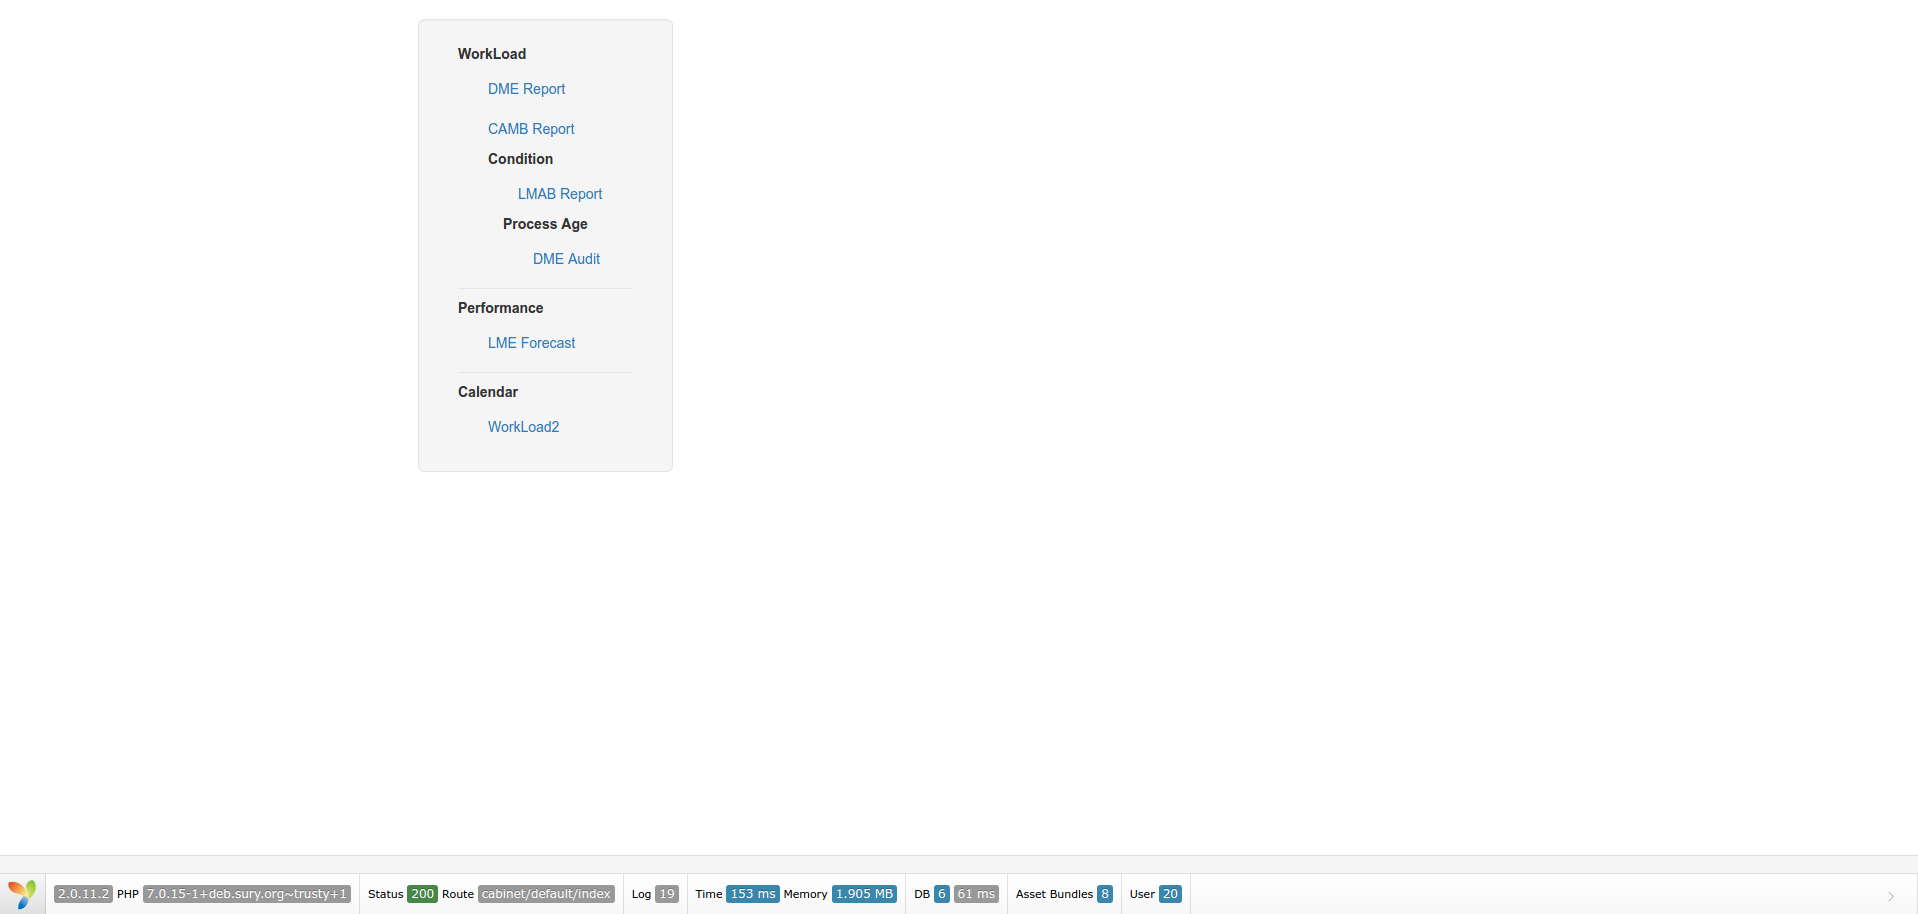 WorkLoad
DME Report
CAMB Report
Condition
LMAB Report
Process Age
DME Audit
Performance
LME Forecast
Calendar
WorkLoad2
2.0.11.2 PHP 7.0.15-1+deb.sury.org~trusty+1 Status 200 Route cabinet/default/index Log 19 Time 153 ms Memory 1.905 MB DB 6 61 ms Asset Bundles 8 User 20